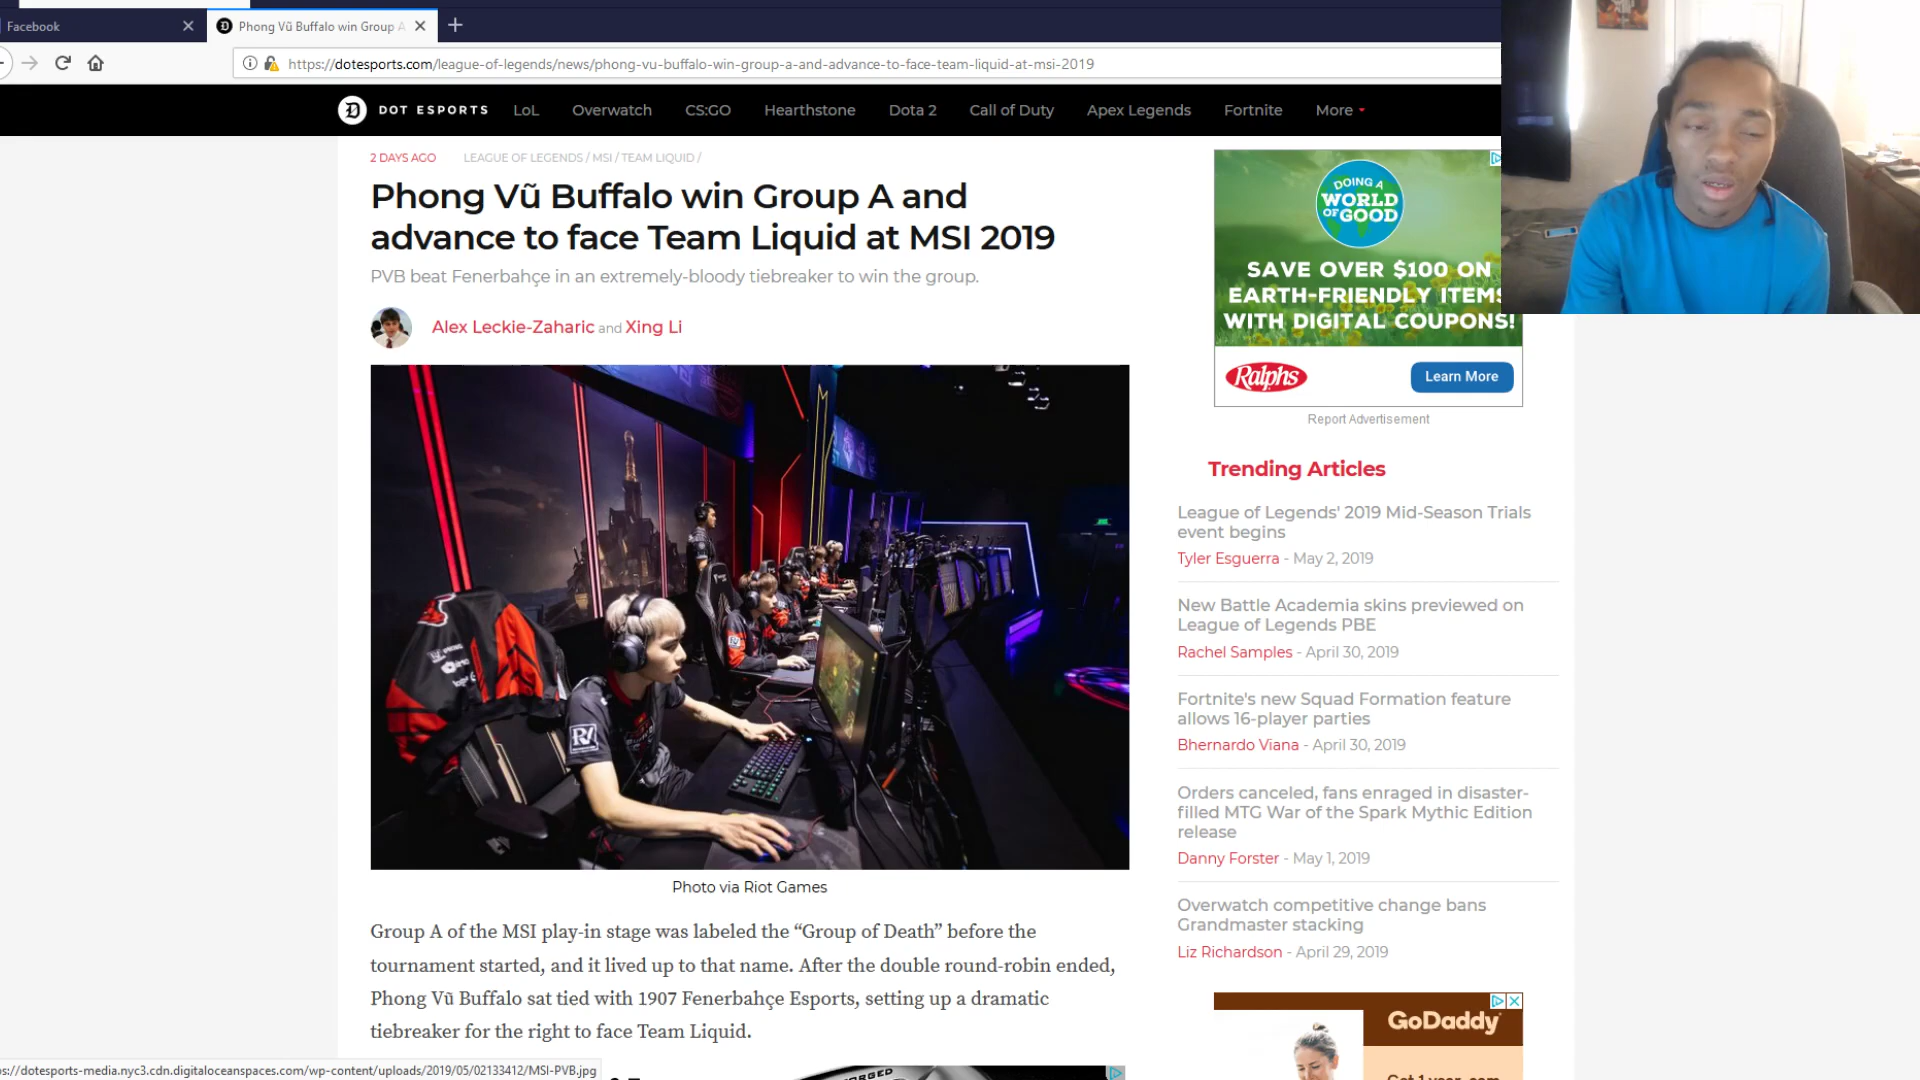 Facebook
Phong Vũ Buffalo win Group A
https://dotesports.com/league-of-legends/news/phong-vu-buffalo-win-group-a-and-advance-to-face-team-liquid-at-msi-2019
DOT ESPORTS LoL Overwatch CS:GO Hearthstone Dota 2 Call of Duty Apex Legends Fortnite More
2 DAYS AGO LEAGUE OF LEGENDS / MSI / TEAM LIQUID /
Phong Vũ Buffalo win Group A and
advance to face Team Liquid at MSI 2019
PVB beat Fenerbahçe in an extremely-bloody tiebreaker to win the group.
Alex Leckie-Zaharic and Xing Li
Photo via Riot Games
Group A of the MSI play-in stage was labeled the “Group of Death” before the
tournament started, and it lived up to that name. After the double round-robin ended,
Phong Vũ Buffalo sat tied with 1907 Fenerbahçe Esports, setting up a dramatic
tiebreaker for the right to face Team Liquid.
DOING A
WORLD
OF GOOD
SAVE OVER $100 ON
EARTH-FRIENDLY ITEMS
WITH DIGITAL COUPONS!
Ralphs
Learn More
Report Advertisement
Trending Articles
League of Legends' 2019 Mid-Season Trials
event begins
Tyler Esguerra - May 2, 2019
New Battle Academia skins previewed on
League of Legends PBE
Rachel Samples - April 30, 2019
Fortnite's new Squad Formation feature
allows 16-player parties
Bhernardo Viana - April 30, 2019
Orders canceled, fans enraged in disaster-
filled MTG War of the Spark Mythic Edition
release
Danny Forster - May 1, 2019
Overwatch competitive change bans
Grandmaster stacking
Liz Richardson - April 29, 2019
GoDaddy
s://dotesports-media.nyc3.cdn.digitaloceanspaces.com/wp-content/uploads/2019/05/02133412/MSI-PVB.jpg